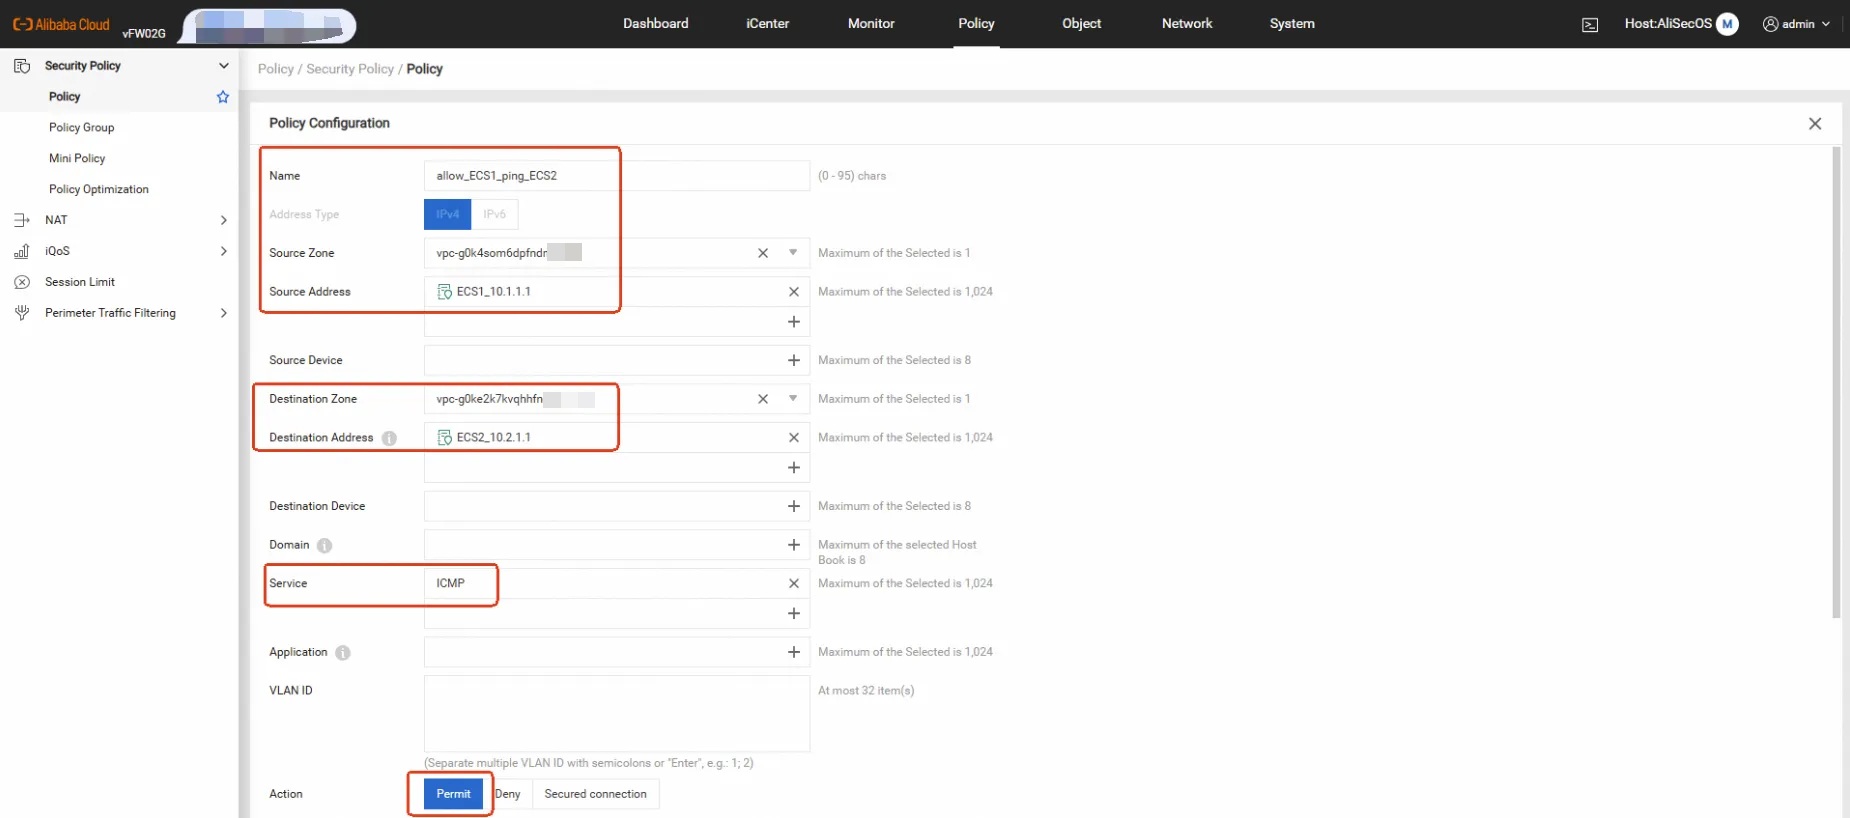 Alibaba Cloud vFW02G Dashboard iCenter Monitor Policy Object Network System Host:AliSecOS M admin
Security Policy
Policy
Policy Group
Mini Policy
Policy Optimization
NAT
iQoS
Session Limit
Perimeter Traffic Filtering
Policy / Security Policy / Policy
Policy Configuration
Name allow_ECS1_ping_ECS2 (0 - 95) chars
Address Type IPv4 IPv6
Source Zone vpc-g0k4som6dpfndr Maximum of the Selected is 1
Source Address ECS1_10.1.1.1 Maximum of the Selected is 1,024
Source Device Maximum of the Selected is 8
Destination Zone vpc-g0ke2k7kvqhhfn Maximum of the Selected is 1
Destination Address ECS2_10.2.1.1 Maximum of the Selected is 1,024
Destination Device Maximum of the Selected is 8
Domain Maximum of the selected Host
Book is 8
Service ICMP Maximum of the Selected is 1,024
Application Maximum of the Selected is 1,024
VLAN ID At most 32 item(s)
(Separate multiple VLAN ID with semicolons or "Enter", e.g.: 1; 2)
Action Permit Deny Secured connection